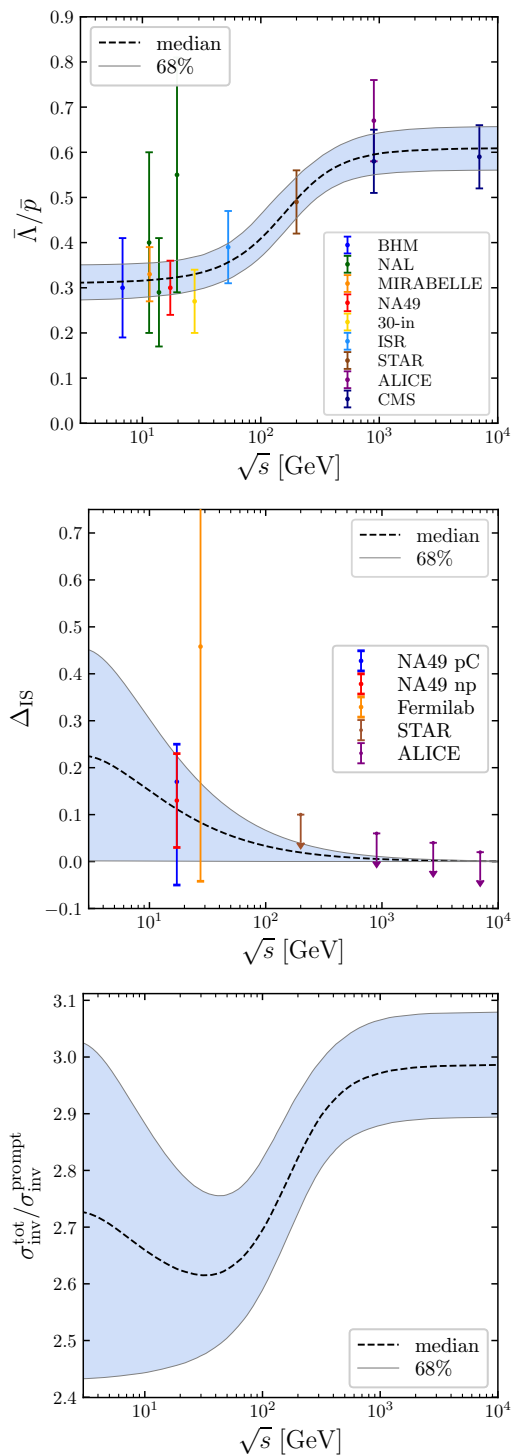 0.9
0.8
0.7
0.6
0.5
0.4
0.3
0.2
0.1
0.0
Λ̄/p̄
median
68%
BHM
NAL
MIRABELLE
NA49
30-in
ISR
STAR
ALICE
CMS
10¹ 10² 10³ 10⁴
√s [GeV]
0.7
0.6
0.5
0.4
0.3
0.2
0.1
0.0
−0.1
Δ_IS
median
68%
NA49 pC
NA49 np
Fermilab
STAR
ALICE
10¹ 10² 10³ 10⁴
√s [GeV]
3.1
3.0
2.9
2.8
2.7
2.6
2.5
2.4
σ_inv^tot/σ_inv^prompt
median
68%
10¹ 10² 10³ 10⁴
√s [GeV]